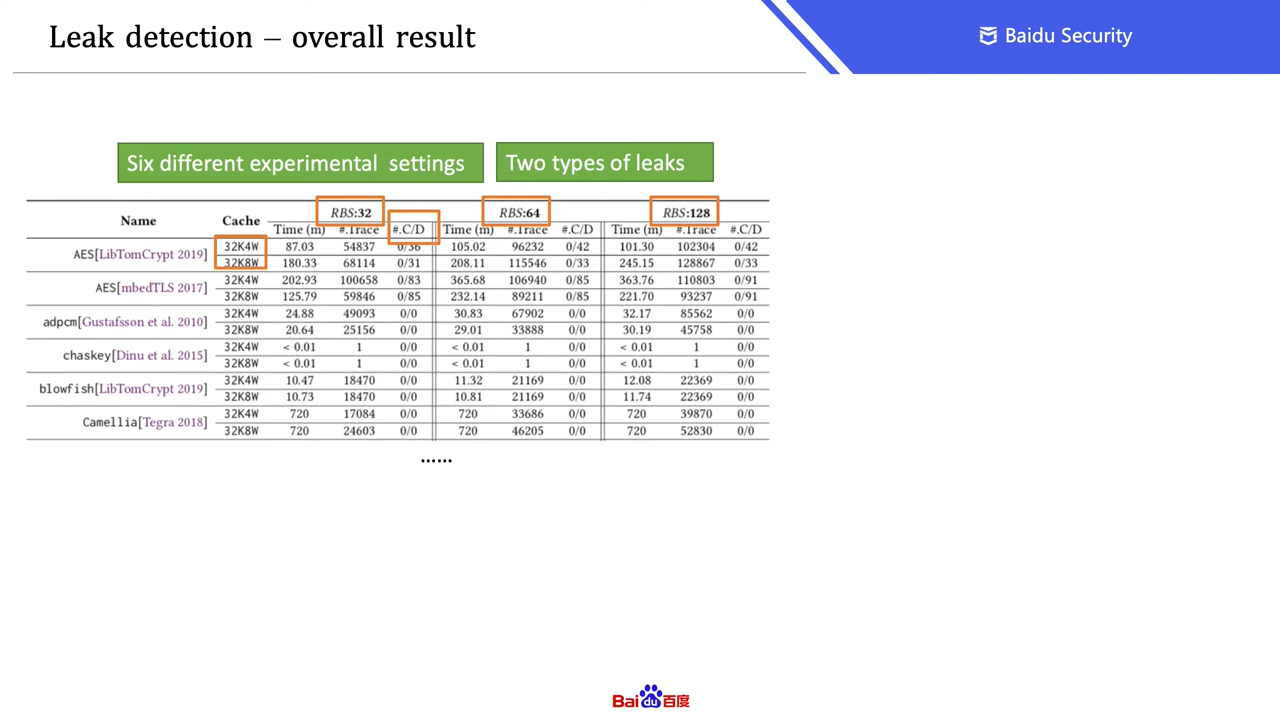 Leak detection – overall result
Baidu Security
Six different experimental settings
Two types of leaks
Name Cache RBS:32 RBS:64 RBS:128
Time (m) #.Trace #.C/D Time (m) #.Trace #.C/D Time (m) #.Trace #.C/D
AES[LibTomCrypt 2019]
32K4W 87.03 54837 0/36 105.02 96232 0/42 101.30 102304 0/42
32K8W 180.33 68114 0/31 208.11 115546 0/33 245.15 128867 0/33
AES[mbedTLS 2017]
32K4W 202.93 100658 0/83 365.68 106940 0/85 363.76 110803 0/91
32K8W 125.79 59846 0/85 232.14 89211 0/85 221.70 93237 0/91
adpcm[Gustafsson et al. 2010]
32K4W 24.88 49093 0/0 30.83 67902 0/0 32.17 85562 0/0
32K8W 20.64 25156 0/0 29.01 33888 0/0 30.19 45758 0/0
chaskey[Dinu et al. 2015]
32K4W < 0.01 1 0/0 < 0.01 1 0/0 < 0.01 1 0/0
32K8W < 0.01 1 0/0 < 0.01 1 0/0 < 0.01 1 0/0
blowfish[LibTomCrypt 2019]
32K4W 10.47 18470 0/0 11.32 21169 0/0 12.08 22369 0/0
32K8W 10.73 18470 0/0 10.81 21169 0/0 11.74 22369 0/0
Camellia[Tegra 2018]
32K4W 720 17084 0/0 720 33686 0/0 720 39870 0/0
32K8W 720 24603 0/0 720 46205 0/0 720 52830 0/0
......
Bai du 百度